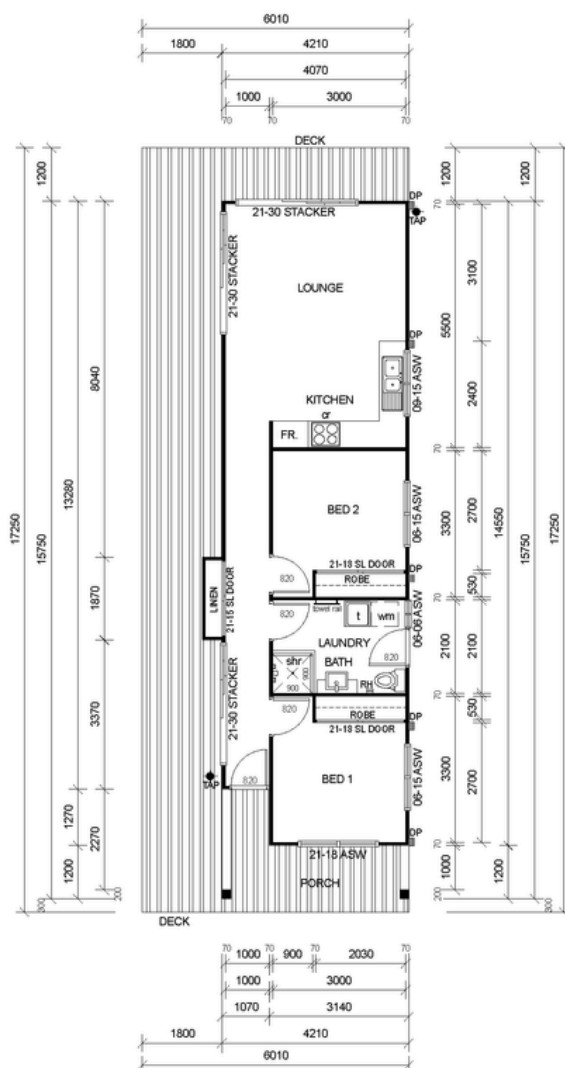 6010
1800 4210
4070
1000 3000
70 70 70
DECK
1200 1200 1200
DP
TAP
21-30 STACKER
70
21-30 STACKER
LOUNGE
3100
5500
DP
8040
KITCHEN
or
09-15 ASW
2400
FR.
70
13280
BED 2
06-15 ASW
3300 2700
14550
17250 15750 15750 17250
21-18 SL DOOR
DP
820
ROBE
530
1870
LINEN
21-15 SL DOOR
70
820
towel rail
t wm
06-06 ASW
LAUNDRY
BATH
820
2100 2100
shr
900
900
RH
70
820
ROBE
530
21-18 SL DOOR
DP
3370
21-30 STACKER
BED 1
06-15 ASW
3300 2700
TAP
820
DP
70
1270
2270
21-18 ASW
1000
1200
PORCH
1200
200 200
300 300
DECK
70 70 70 70
1000 900 2030
1000 3000
1070 3140
1800 4210
6010